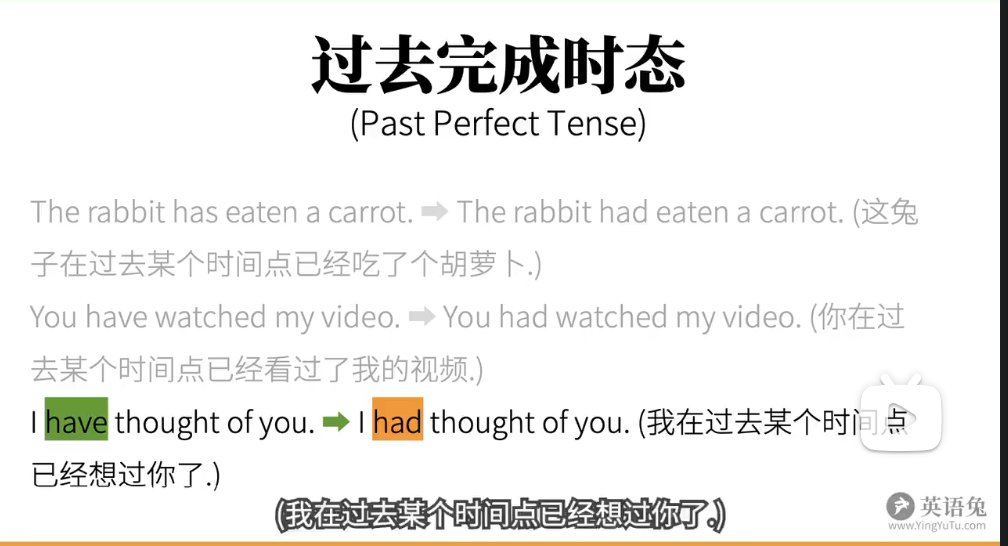 过去完成时态
(Past Perfect Tense)
The rabbit has eaten a carrot. ➡ The rabbit had eaten a carrot. (这兔
子在过去某个时间点已经吃了个胡萝卜.)
You have watched my video. ➡ You had watched my video. (你在过
去某个时间点已经看过了我的视频.)
I have thought of you. ➡ I had thought of you. (我在过去某个时间点
已经想过你了.)
(我在过去某个时间点已经想过你了.)
英语兔
www.YingYuTu.com